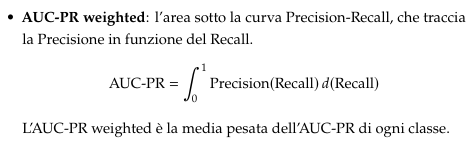 • AUC-PR weighted: l'area sotto la curva Precision-Recall, che traccia
la Precisione in funzione del Recall.
AUC-PR = ∫₀¹ Precision(Recall) d(Recall)
L'AUC-PR weighted è la media pesata dell'AUC-PR di ogni classe.